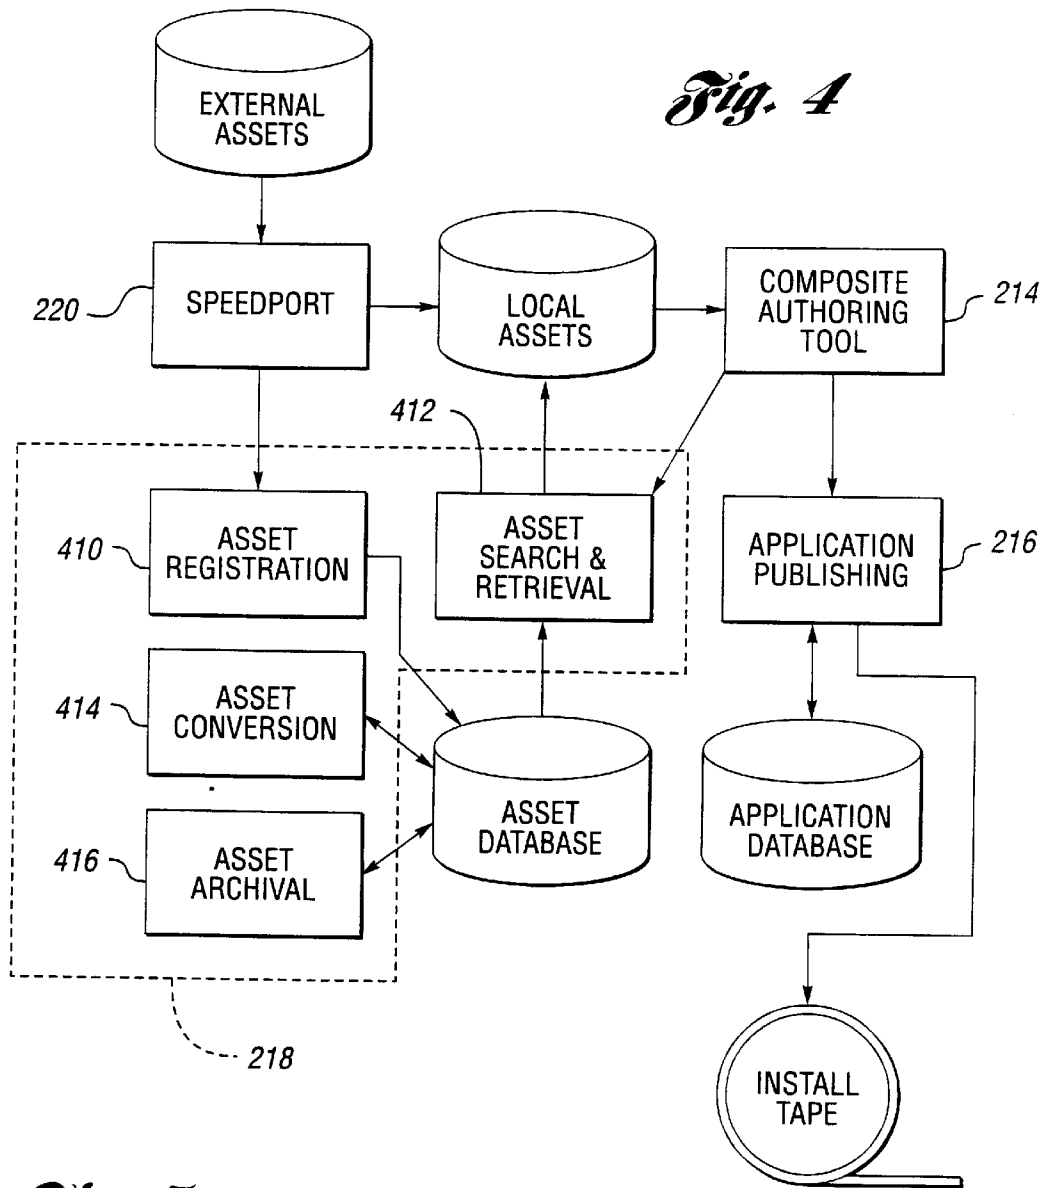 EXTERNAL
ASSETS
Fig. 4
220
SPEEDPORT
LOCAL
ASSETS
COMPOSITE
AUTHORING
TOOL
214
412
410
ASSET
REGISTRATION
ASSET
SEARCH &
RETRIEVAL
APPLICATION
PUBLISHING
216
414
ASSET
CONVERSION
416
ASSET
ARCHIVAL
ASSET
DATABASE
APPLICATION
DATABASE
218
INSTALL
TAPE